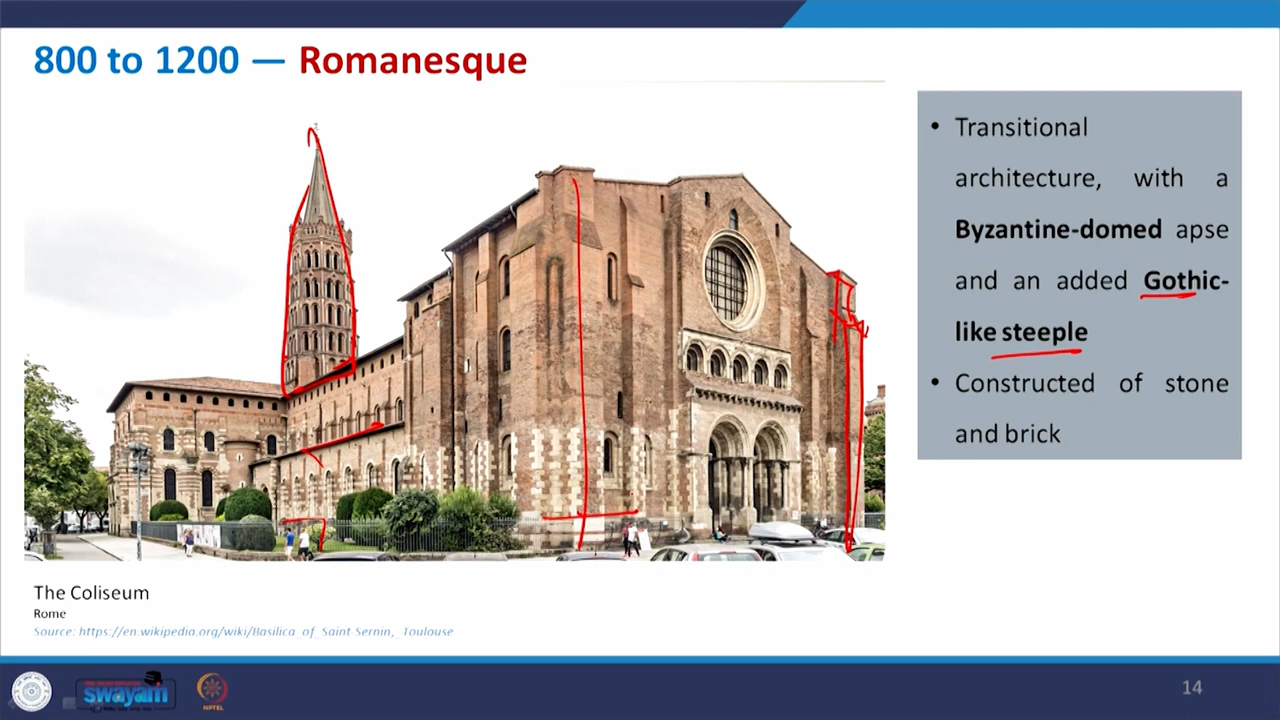 800 to 1200 — Romanesque
• Transitional
architecture, with a
Byzantine-domed apse
and an added Gothic-
like steeple
• Constructed of stone
and brick
The Coliseum
Rome
Source: https://en.wikipedia.org/wiki/Basilica_of_Saint_Sernin,_Toulouse
swayam
NPTEL
14